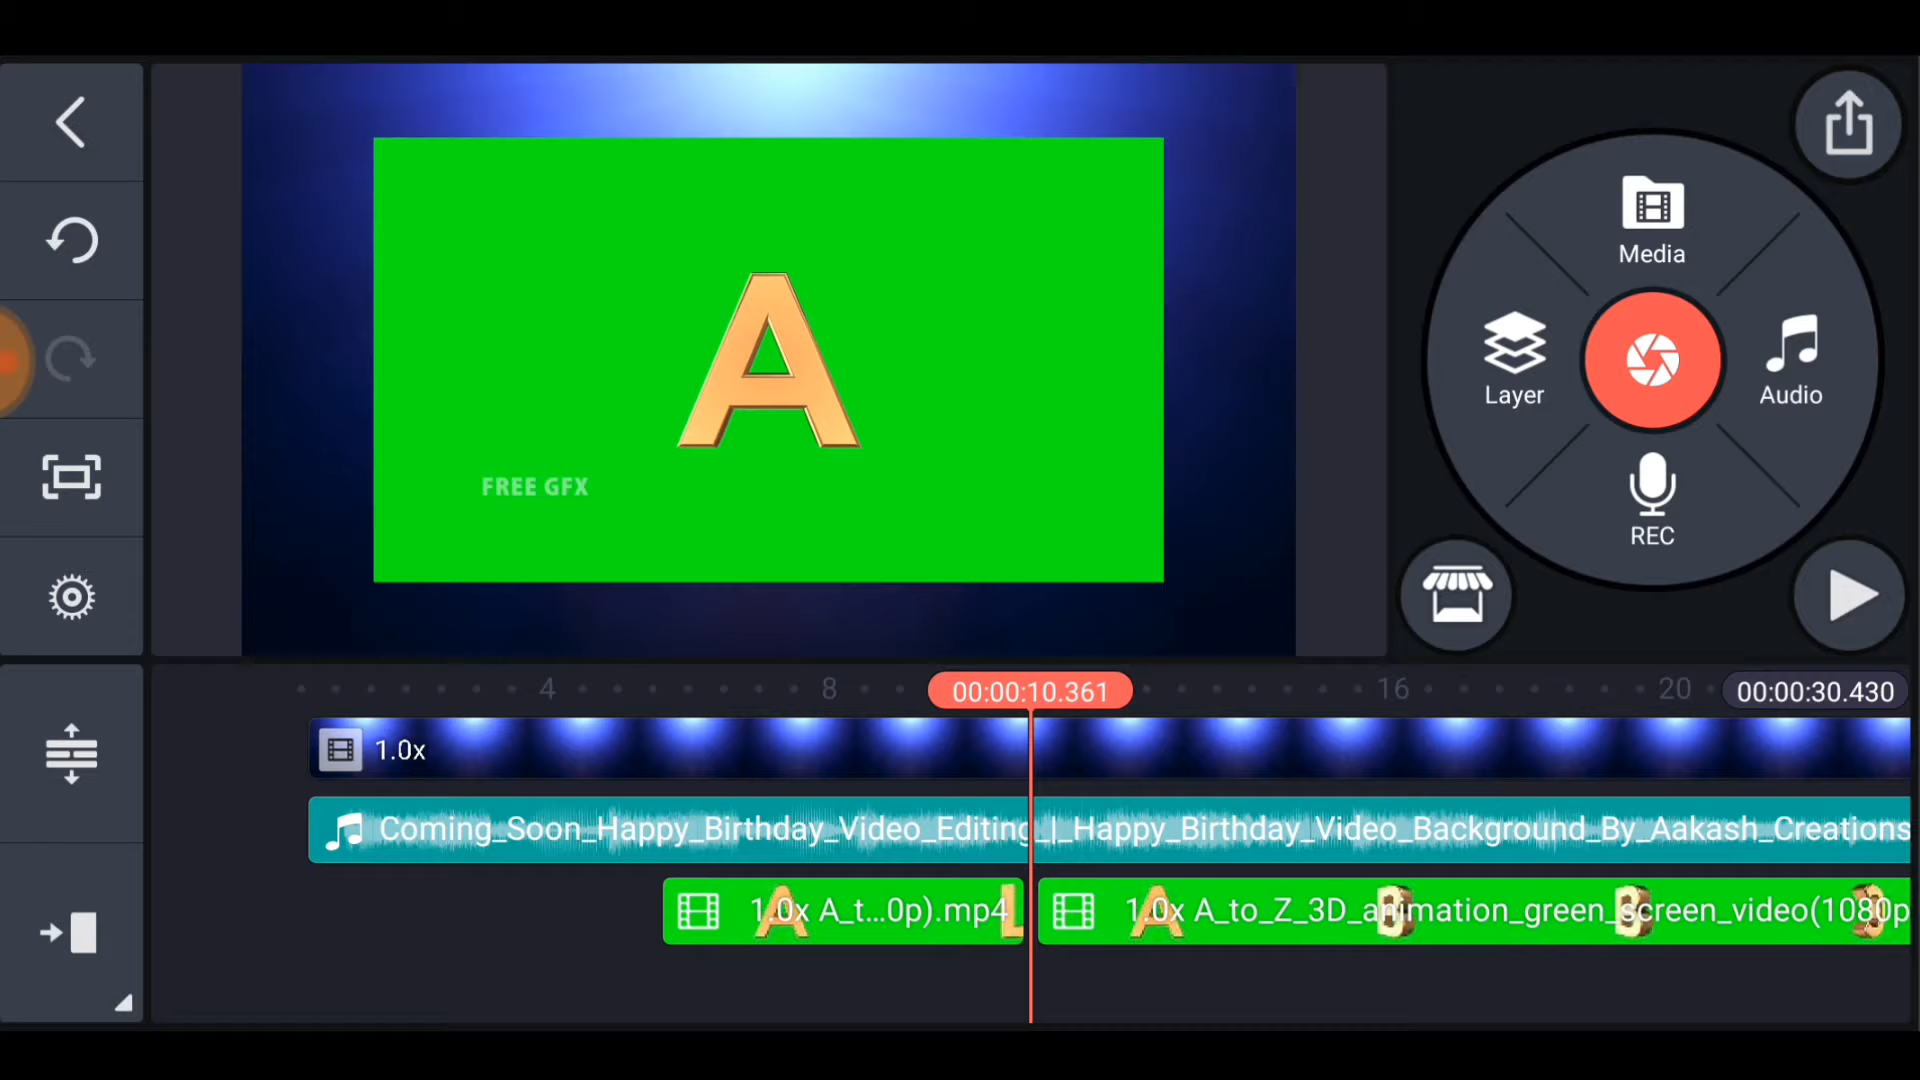 A
FREE GFX
Media
Layer
Audio
REC
4
8
00:00:10.361
16
20
00:00:30.430
1.0x
Coming_Soon_Happy_Birthday_Video_Editing_|_Happy_Birthday_Video_Background_By_Aakash_Creations
1.0x A_t...0p).mp4
1.0x A_to_Z_3D_animation_green_screen_video(1080p